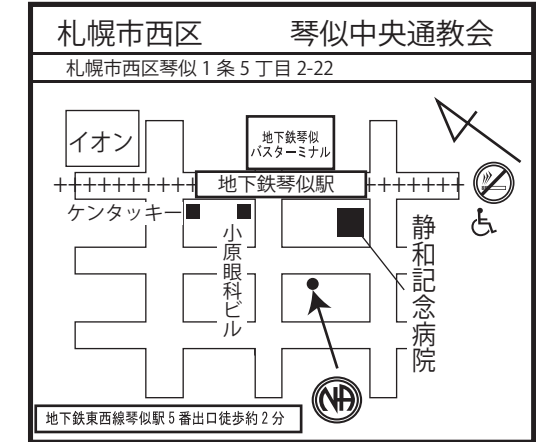 札幌市西区 琴似中央通教会
札幌市西区琴似1条5丁目2-22
イオン
地下鉄琴似
バスターミナル
地下鉄琴似駅
ケンタッキー
小原眼科ビル
静和記念病院
NA
地下鉄東西線琴似駅5番出口徒歩約2分